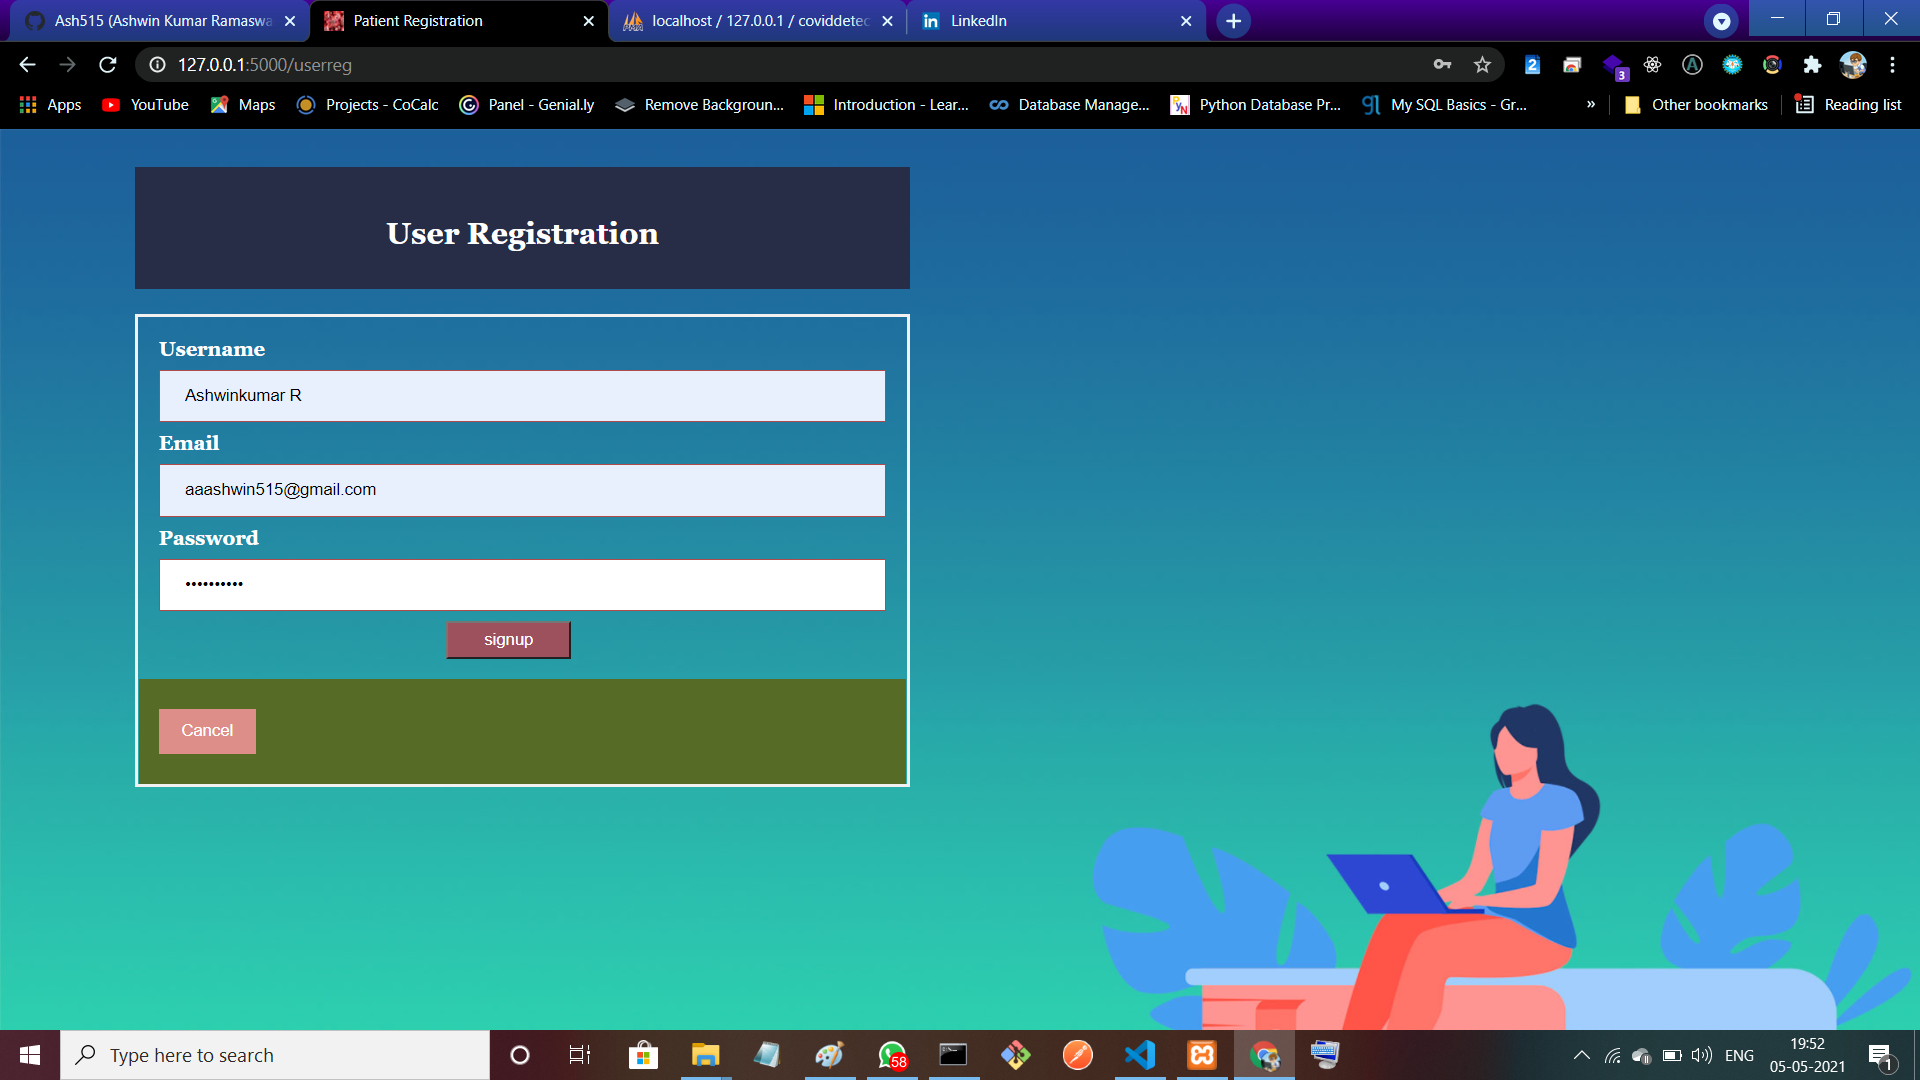 Ash515 (Ashwin Kumar Ramaswa
Patient Registration
localhost / 127.0.0.1 / coviddetec
LinkedIn
127.0.0.1:5000/userreg
2
3
Apps
YouTube
Maps
Projects - CoCalc
Panel - Genial.ly
Remove Backgroun...
Introduction - Lear...
Database Manage...
Python Database Pr...
My SQL Basics - Gr...
»
Other bookmarks
Reading list
User Registration
Username
Ashwinkumar R
Email
aaashwin515@gmail.com
Password
••••••••••
signup
Cancel
Type here to search
58
ENG
19:52
05-05-2021
1